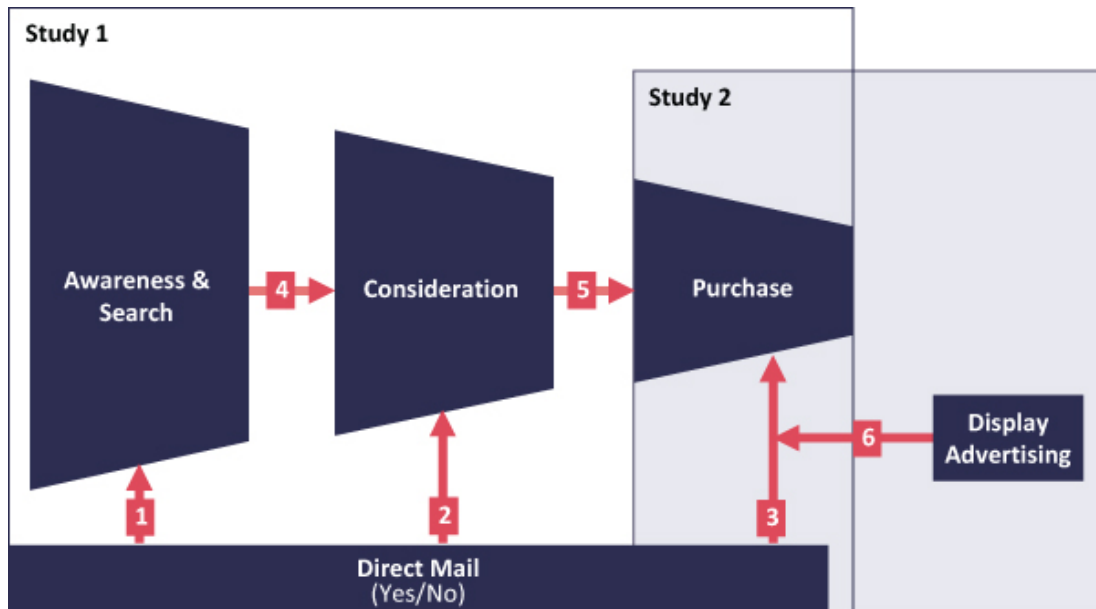 Study 1
Study 2
Awareness &
Search
4
Consideration
5
Purchase
6
Display
Advertising
1
2
3
Direct Mail
(Yes/No)